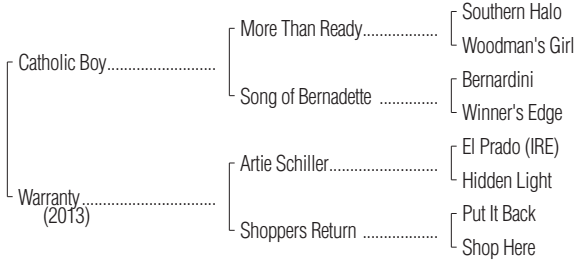 Southern Halo
More Than Ready
Woodman's Girl
Catholic Boy
Bernardini
Song of Bernadette
Winner's Edge
El Prado (IRE)
Artie Schiller
Hidden Light
Warranty
(2013)
Put It Back
Shoppers Return
Shop Here